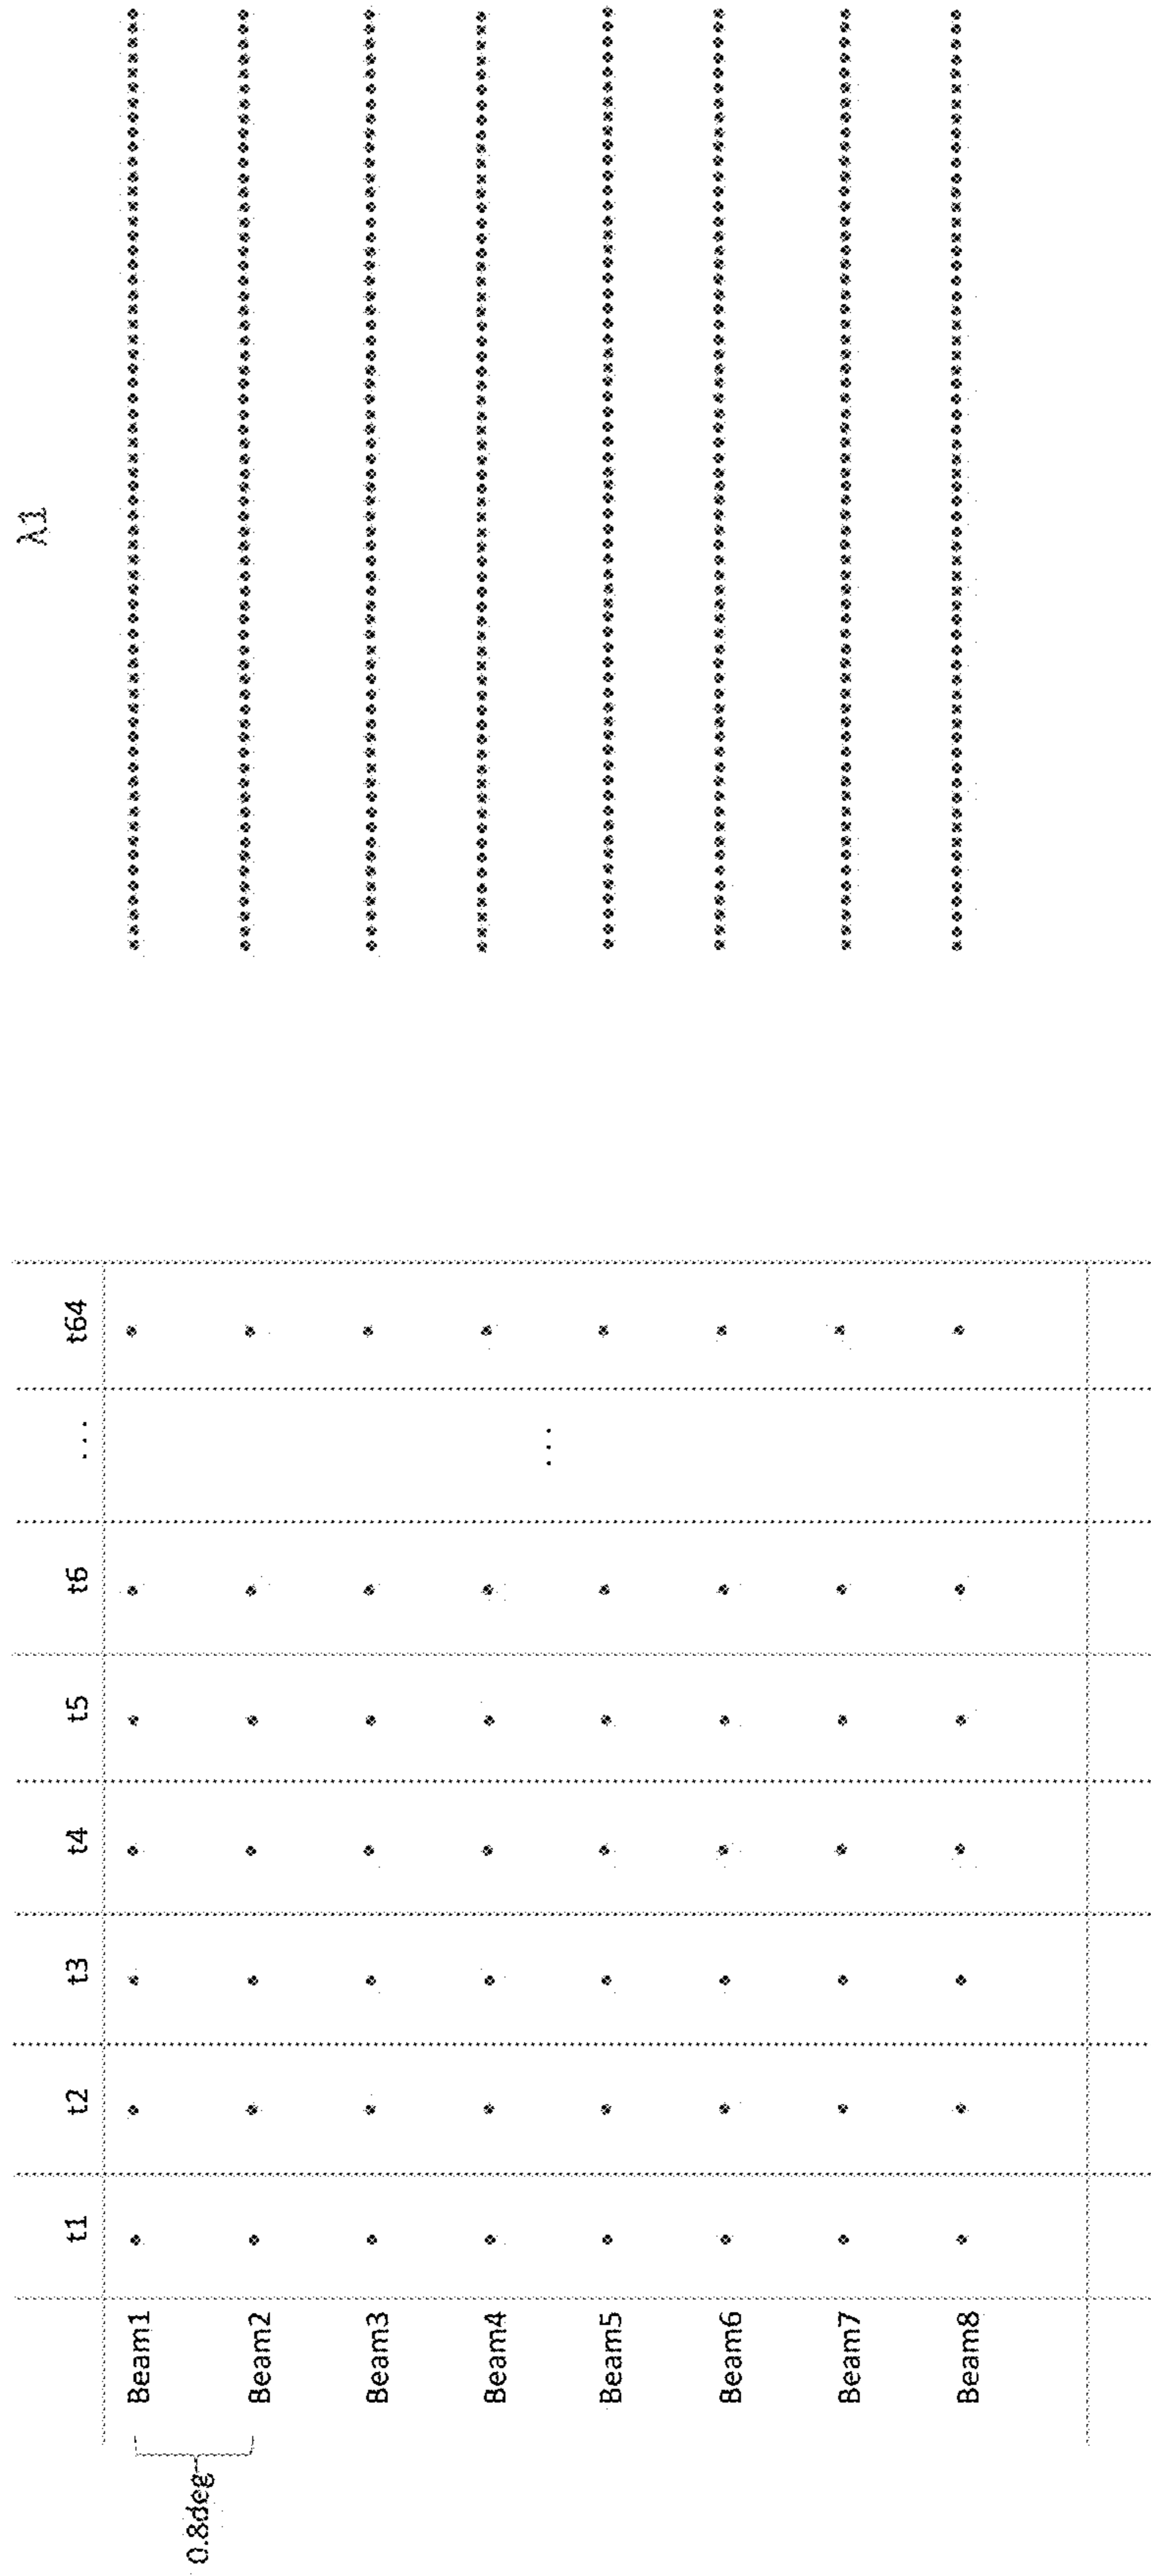 λ1
t1 t2 t3 t4 t5 t6 ... t64
Beam1
Beam2
Beam3
Beam4
...
Beam5
Beam6
Beam7
Beam8
0.8deg